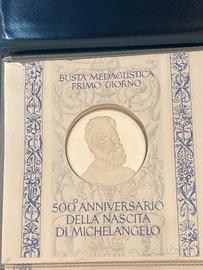 BUSTA MEDAGLISTICA
PRIMO GIORNO
500° ANNIVERSARIO
DELLA NASCITA
DI MICHELANGELO